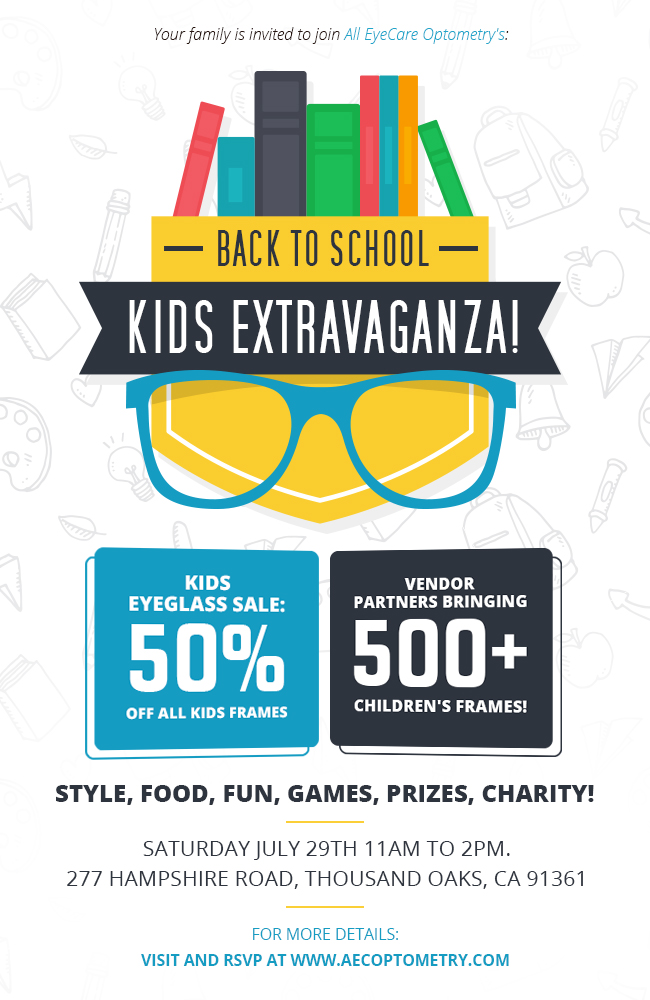 Your family is invited to join All EyeCare Optometry's:
BACK TO SCHOOL
KIDS EXTRAVAGANZA!
KIDS
EYEGLASS SALE:
50%
OFF ALL KIDS FRAMES
VENDOR
PARTNERS BRINGING
500+
CHILDREN'S FRAMES!
STYLE, FOOD, FUN, GAMES, PRIZES, CHARITY!
SATURDAY JULY 29TH 11AM TO 2PM.
277 HAMPSHIRE ROAD, THOUSAND OAKS, CA 91361
FOR MORE DETAILS:
VISIT AND RSVP AT WWW.AECOPTOMETRY.COM